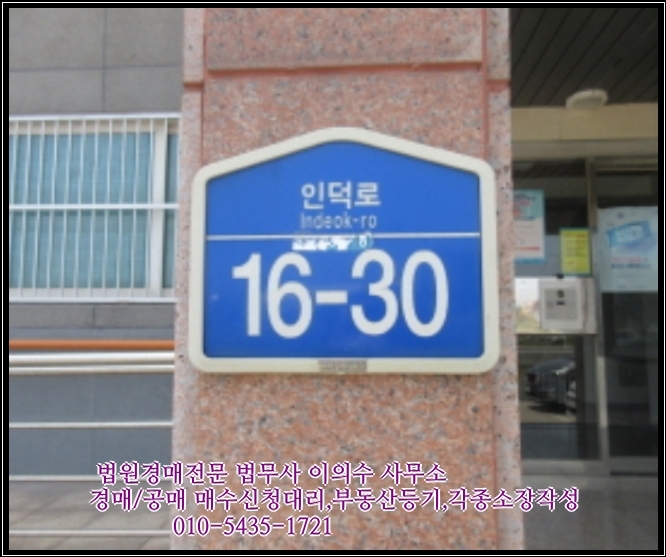 인덕로
Indeok-ro
16-30
법원경매전문 법무사 이의수 사무소
경매/공매 매수신청대리,부동산등기,각종소장작성
010-5435-1721